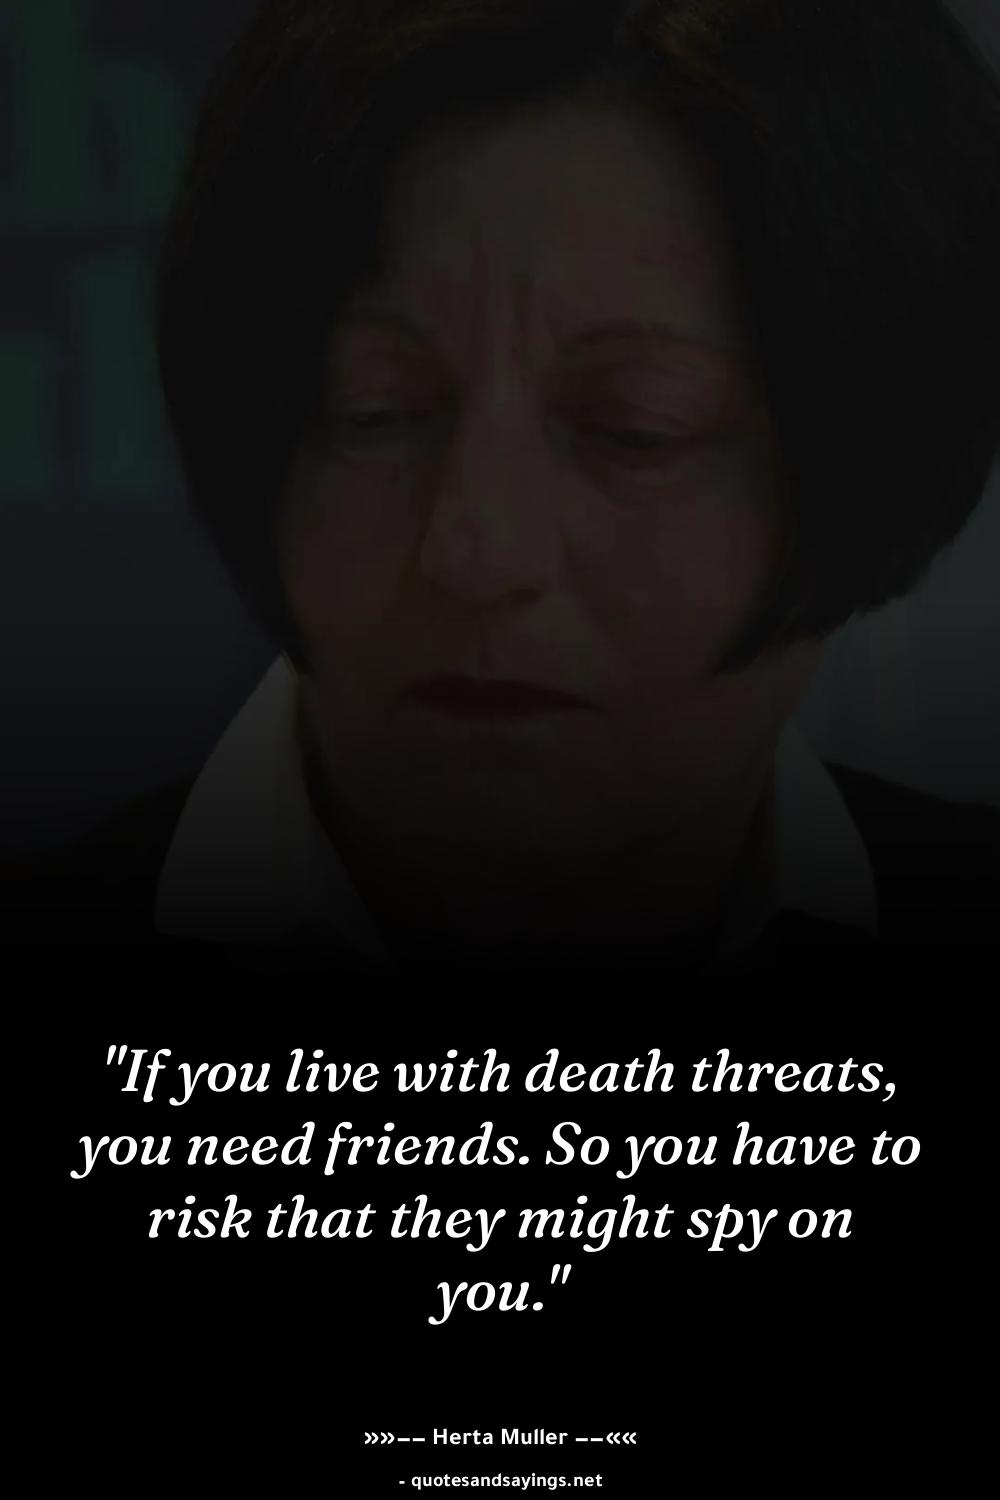 "If you live with death threats,
you need friends. So you have to
risk that they might spy on
you."
»»−− Herta Muller −−««
- quotesandsayings.net